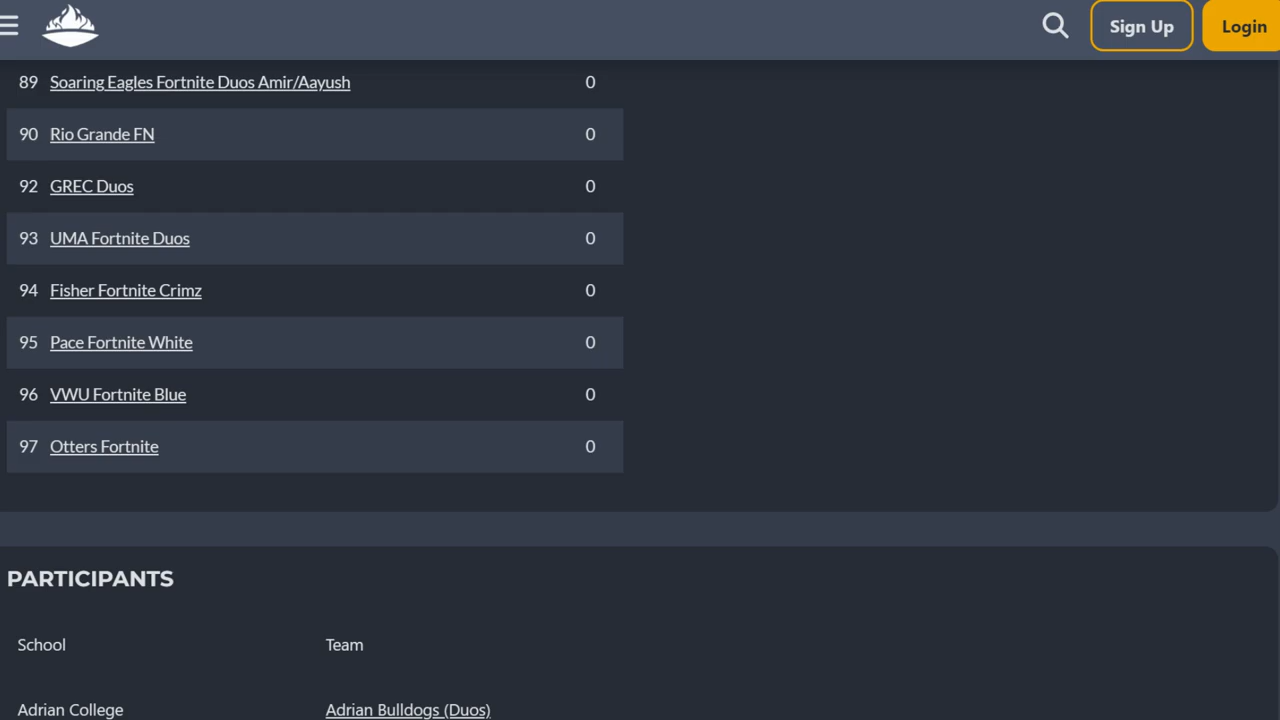 Sign Up
Login
89 Soaring Eagles Fortnite Duos Amir/Aayush 0
90 Rio Grande FN 0
92 GREC Duos 0
93 UMA Fortnite Duos 0
94 Fisher Fortnite Crimz 0
95 Pace Fortnite White 0
96 VWU Fortnite Blue 0
97 Otters Fortnite 0
PARTICIPANTS
School Team
Adrian College Adrian Bulldogs (Duos)